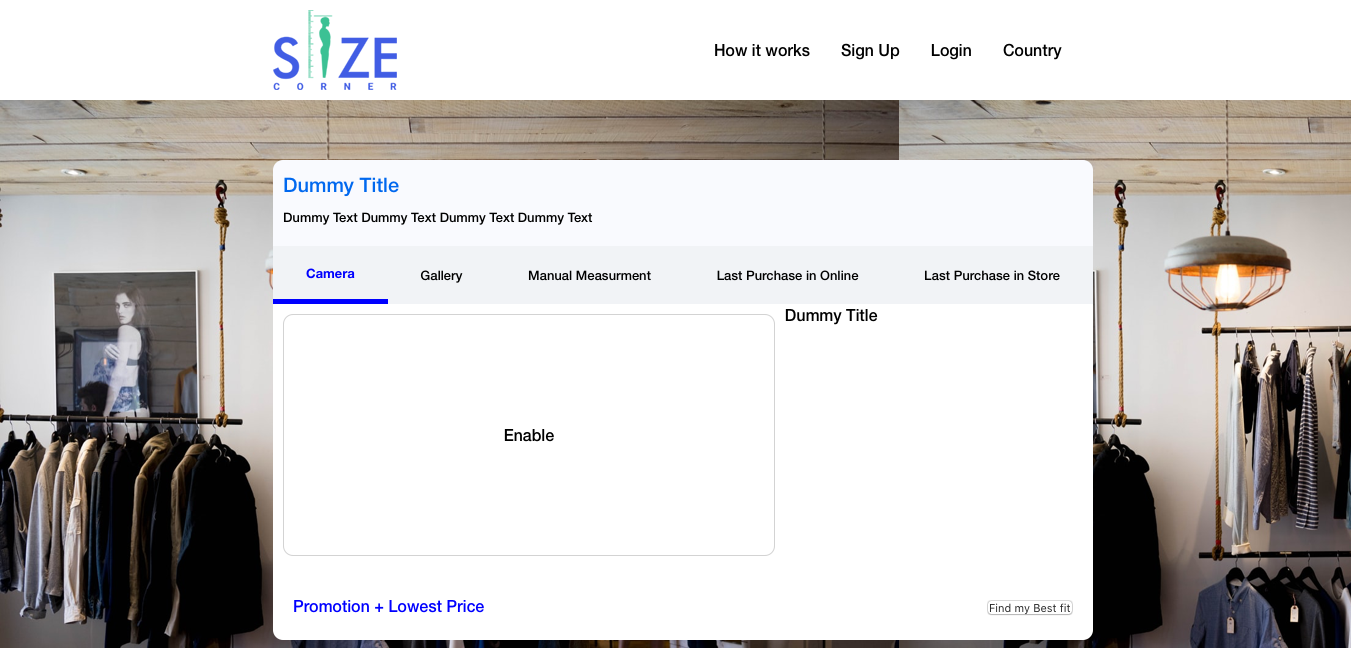 SIZE
CORNER
How it works Sign Up Login Country
Dummy Title
Dummy Text Dummy Text Dummy Text Dummy Text
Camera Gallery Manual Measurment Last Purchase in Online Last Purchase in Store
Dummy Title
Enable
Promotion + Lowest Price Find my Best fit